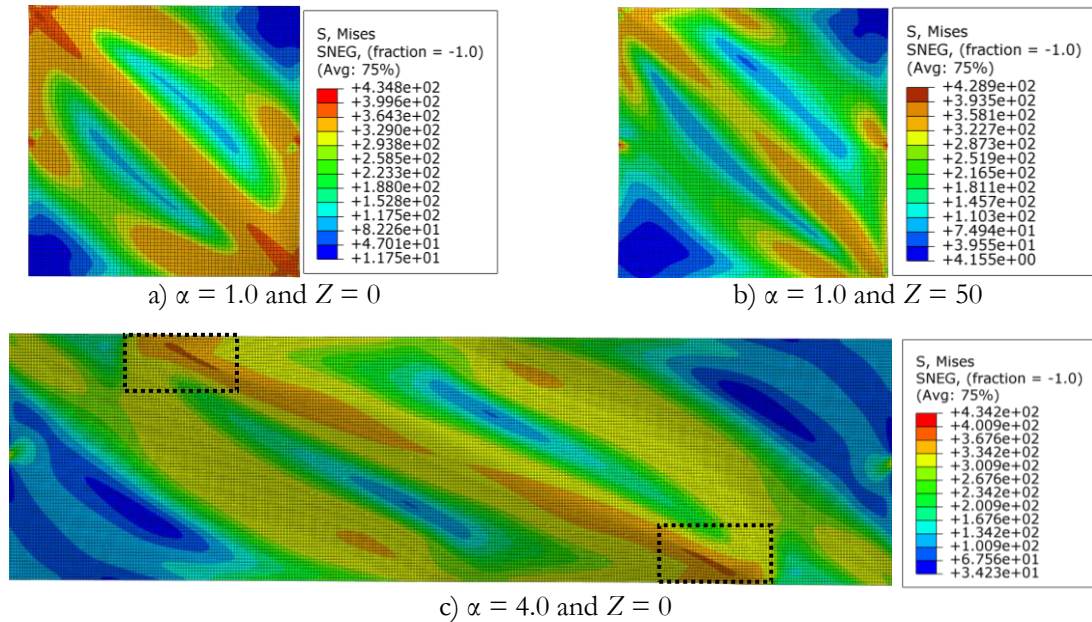 S, Mises
SNEG, (fraction = -1.0)
(Avg: 75%)
+4.348e+02
+3.996e+02
+3.643e+02
+3.290e+02
+2.938e+02
+2.585e+02
+2.233e+02
+1.880e+02
+1.528e+02
+1.175e+02
+8.226e+01
+4.701e+01
+1.175e+01
a) α = 1.0 and Z = 0
S, Mises
SNEG, (fraction = -1.0)
(Avg: 75%)
+4.289e+02
+3.935e+02
+3.581e+02
+3.227e+02
+2.873e+02
+2.519e+02
+2.165e+02
+1.811e+02
+1.457e+02
+1.103e+02
+7.494e+01
+3.955e+01
+4.155e+00
b) α = 1.0 and Z = 50
S, Mises
SNEG, (fraction = -1.0)
(Avg: 75%)
+4.342e+02
+4.009e+02
+3.676e+02
+3.342e+02
+3.009e+02
+2.676e+02
+2.342e+02
+2.009e+02
+1.676e+02
+1.342e+02
+1.009e+02
+6.756e+01
+3.423e+01
c) α = 4.0 and Z = 0